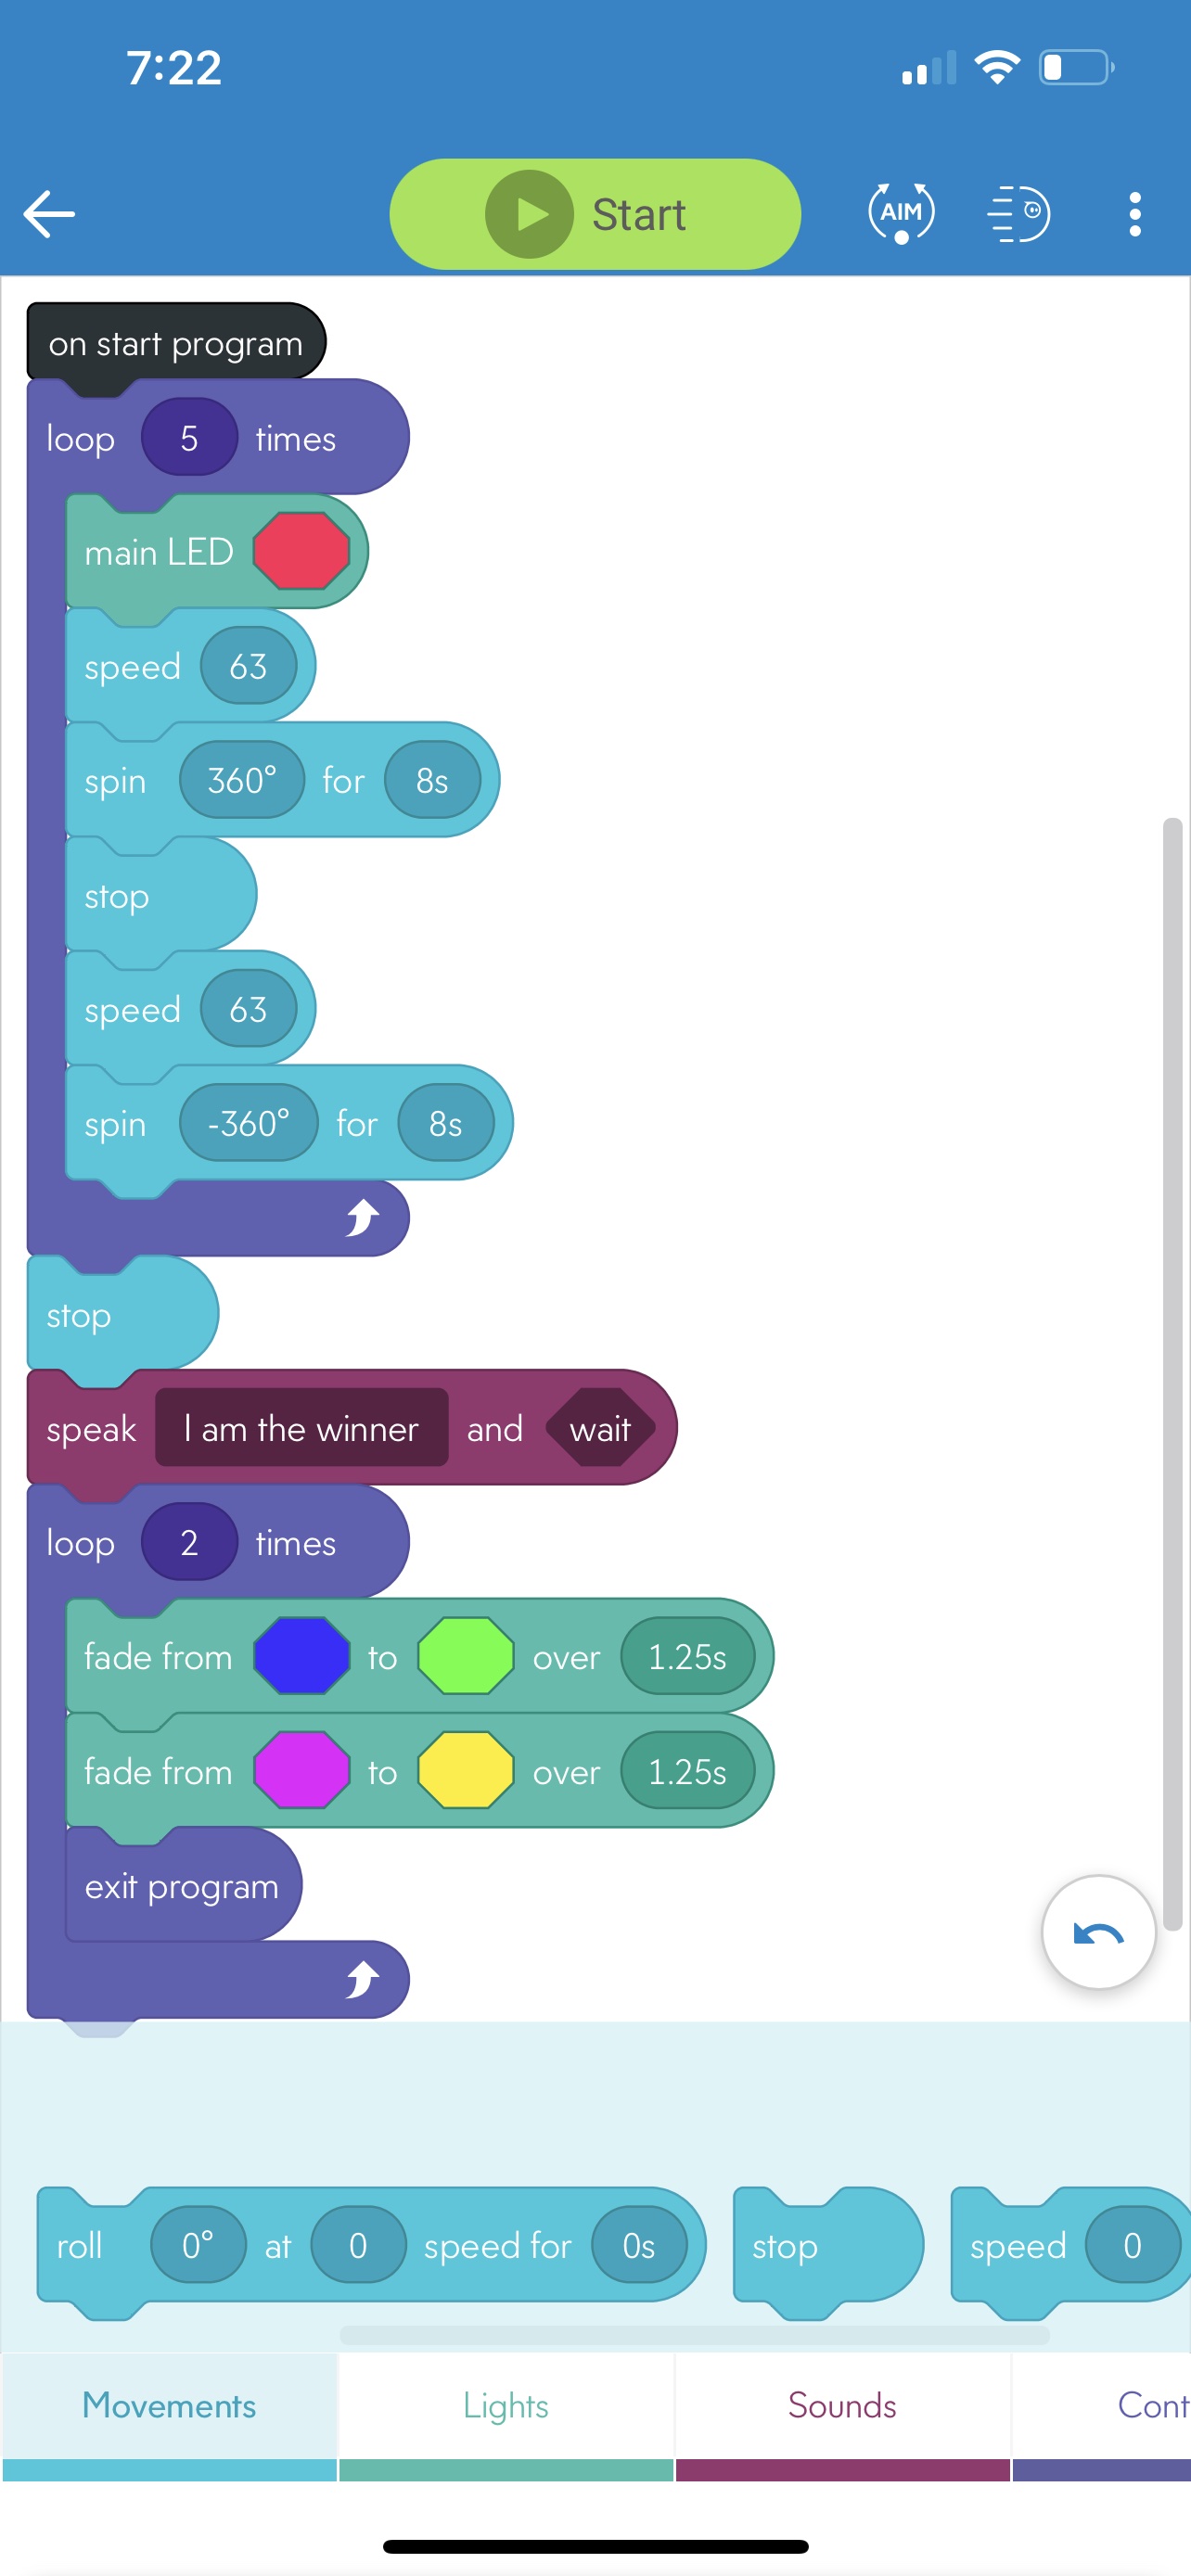 7:22
Start
AIM
on start program
loop 5 times
main LED
speed 63
spin 360° for 8s
stop
speed 63
spin -360° for 8s
stop
speak I am the winner and wait
loop 2 times
fade from to over 1.25s
fade from to over 1.25s
exit program
roll 0° at 0 speed for 0s stop speed 0
Movements Lights Sounds Cont